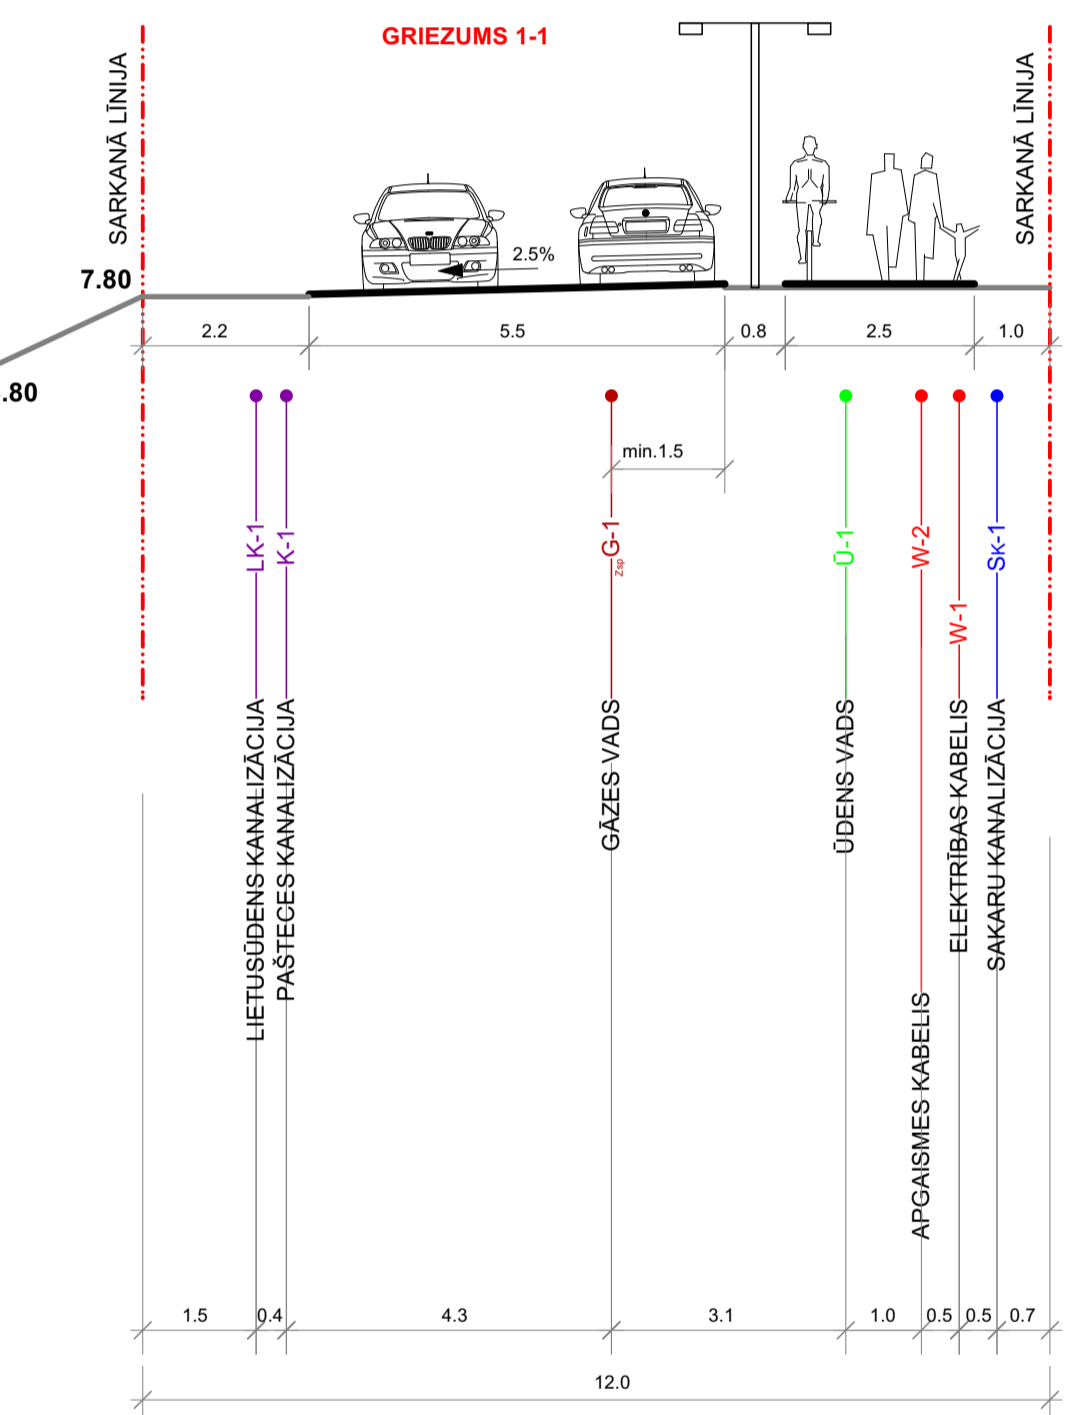 GRIEZUMS 1-1
SARKANĀ LĪNIJA
SARKANĀ LĪNIJA
2.5%
7.80
2.2
5.5
0.8
2.5
1.0
.80
min.1.5
LK-1
K-1
Zsp G-1
Ū-1
W-2
W-1
SK-1
LIETUSŪDENS KANALIZĀCIJA
PAŠTECES KANALIZĀCIJA
GĀZES VADS
ŪDENS VADS
APGAISMES KABELIS
ELEKTRĪBAS KABELIS
SAKARU KANALIZĀCIJA
1.5
0.4
4.3
3.1
1.0
0.5
0.5
0.7
12.0